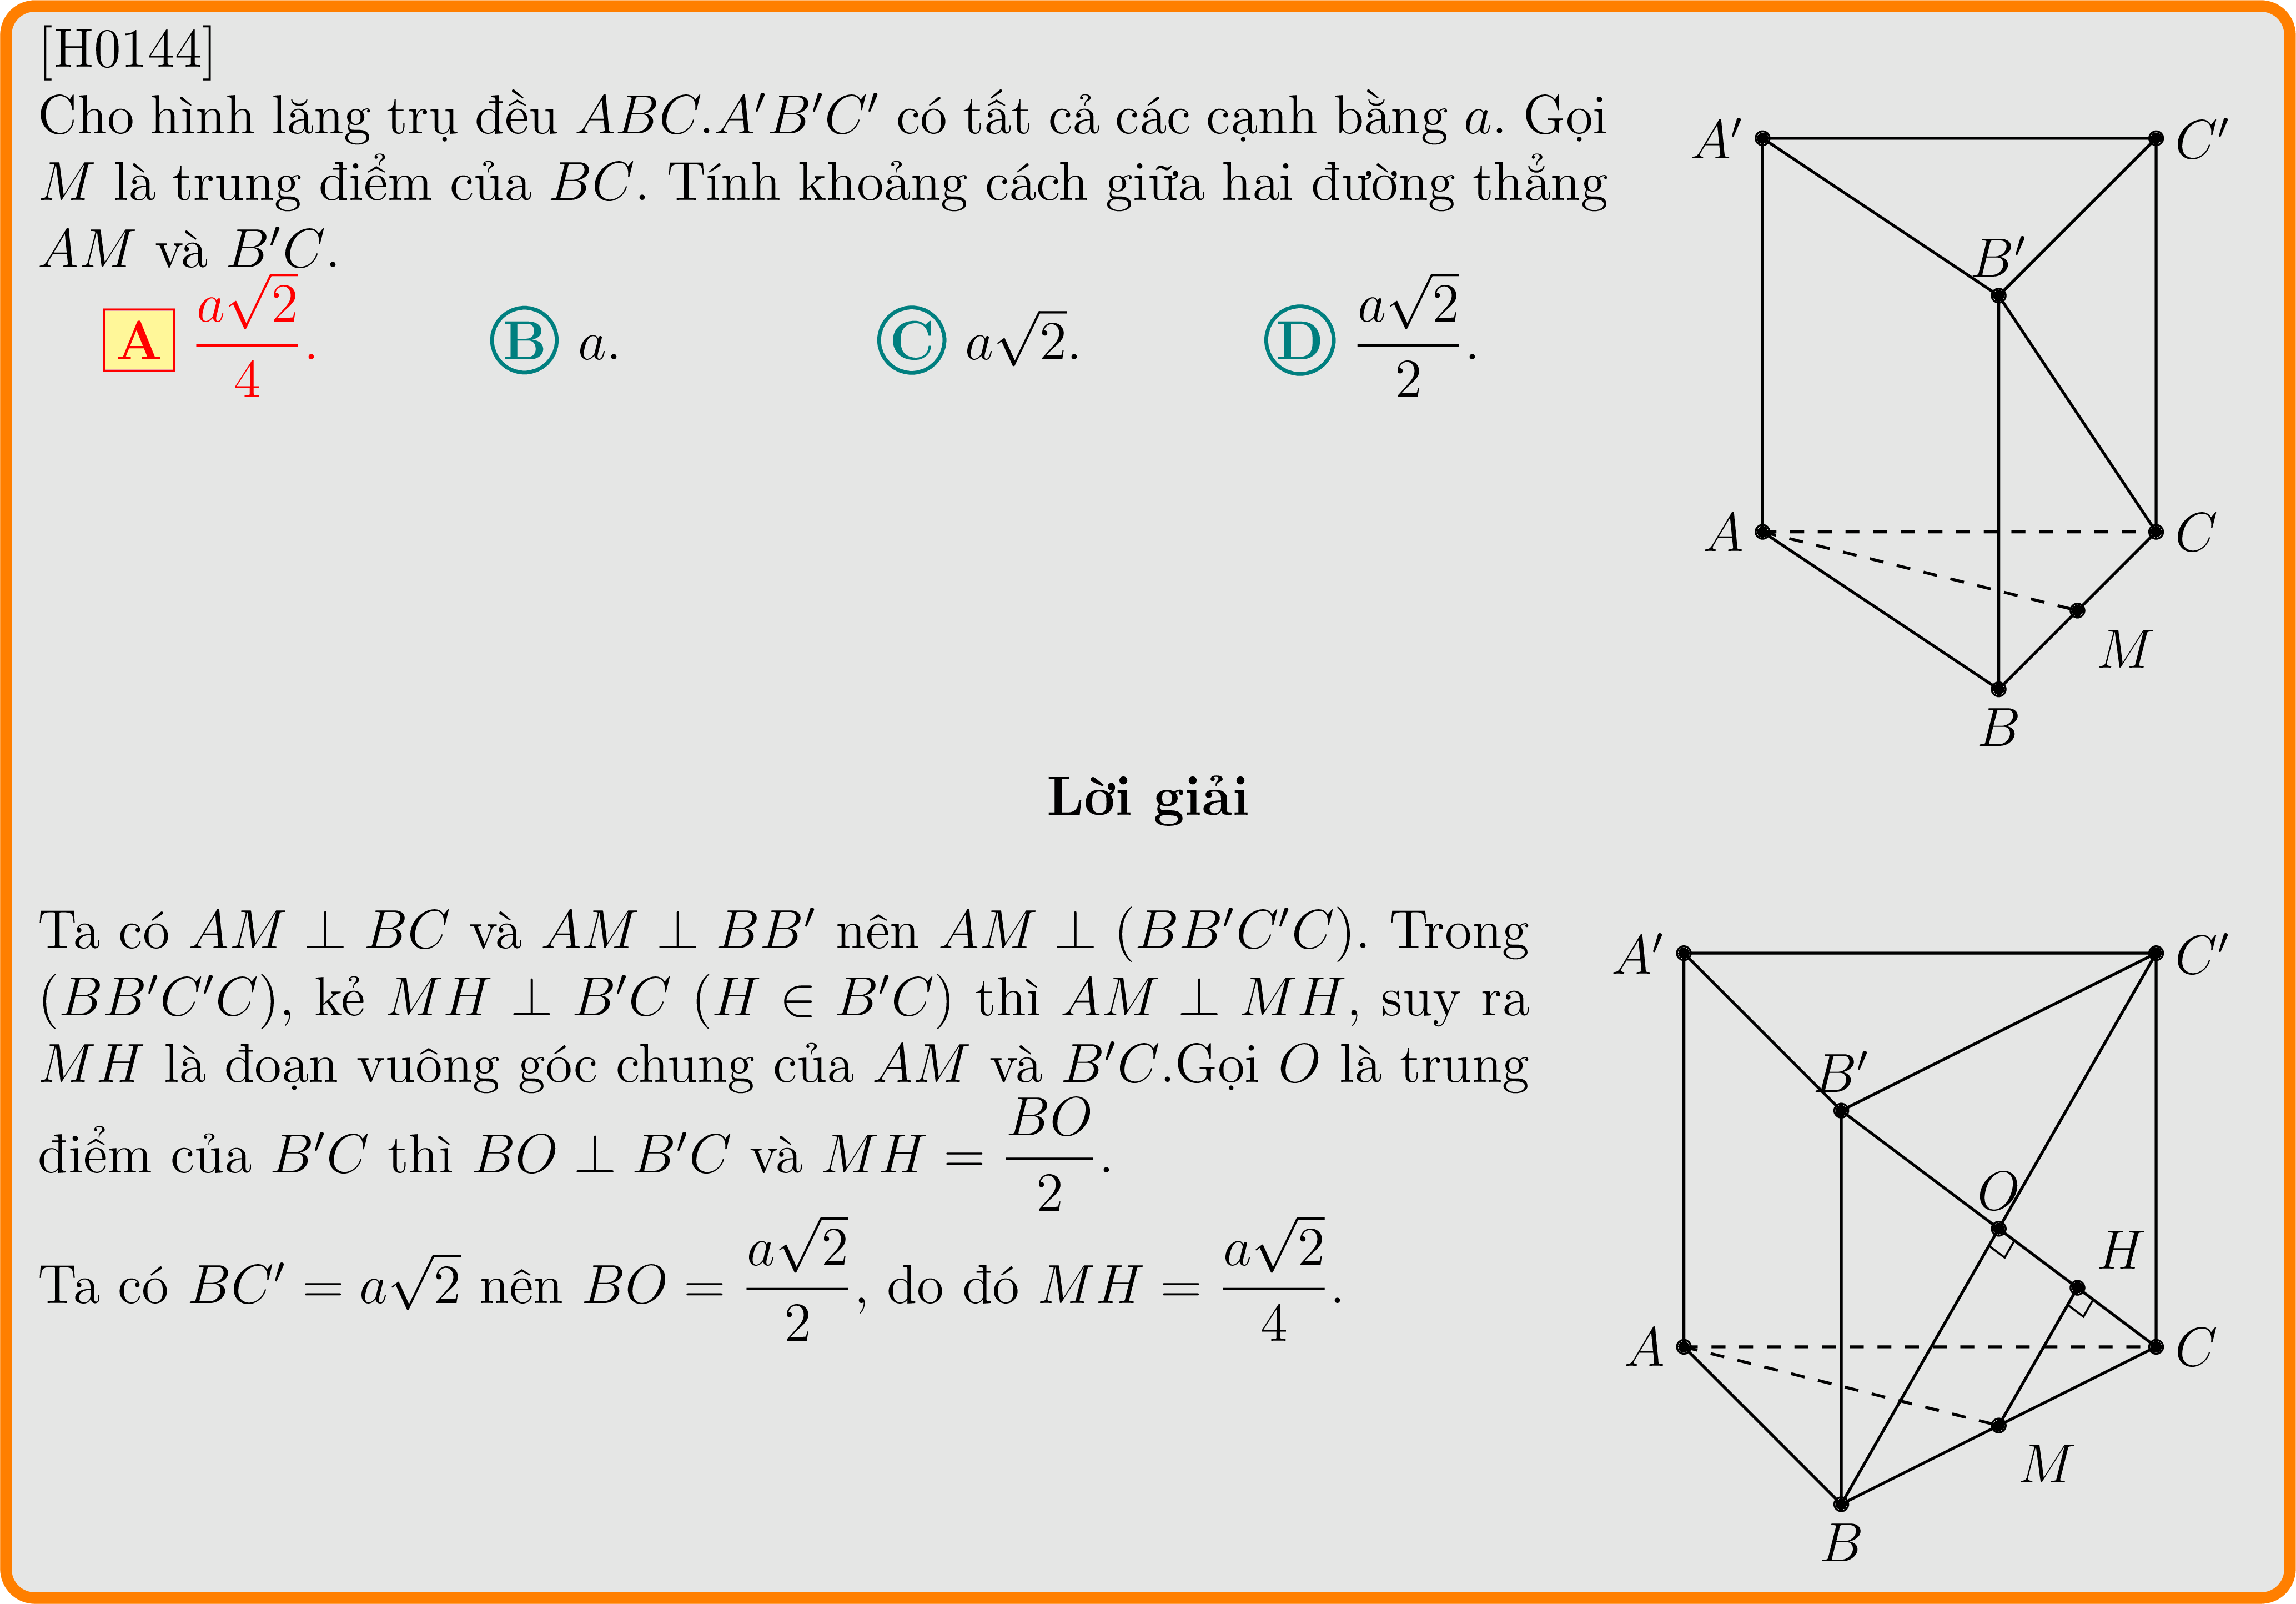 [H0144]
Cho hình lăng trụ đều $ABC.A'B'C'$ có tất cả các cạnh bằng $a$. Gọi
$M$ là trung điểm của $BC$. Tính khoảng cách giữa hai đường thẳng
$AM$ và $B'C$.
A $\dfrac{a\sqrt{2}}{4}$. B $a$. C $a\sqrt{2}$. D $\dfrac{a\sqrt{2}}{2}$.
A'
C'
B'
A
C
M
B
Lời giải
Ta có $AM \perp BC$ và $AM \perp BB'$ nên $AM \perp (BB'C'C)$. Trong
$(BB'C'C)$, kẻ $MH \perp B'C$ $(H \in B'C)$ thì $AM \perp MH$, suy ra
$MH$ là đoạn vuông góc chung của $AM$ và $B'C$.Gọi $O$ là trung
điểm của $B'C$ thì $BO \perp B'C$ và $MH = \dfrac{BO}{2}$.
Ta có $BC' = a\sqrt{2}$ nên $BO = \dfrac{a\sqrt{2}}{2}$, do đó $MH = \dfrac{a\sqrt{2}}{4}$.
A'
C'
B'
O
H
A
C
M
B